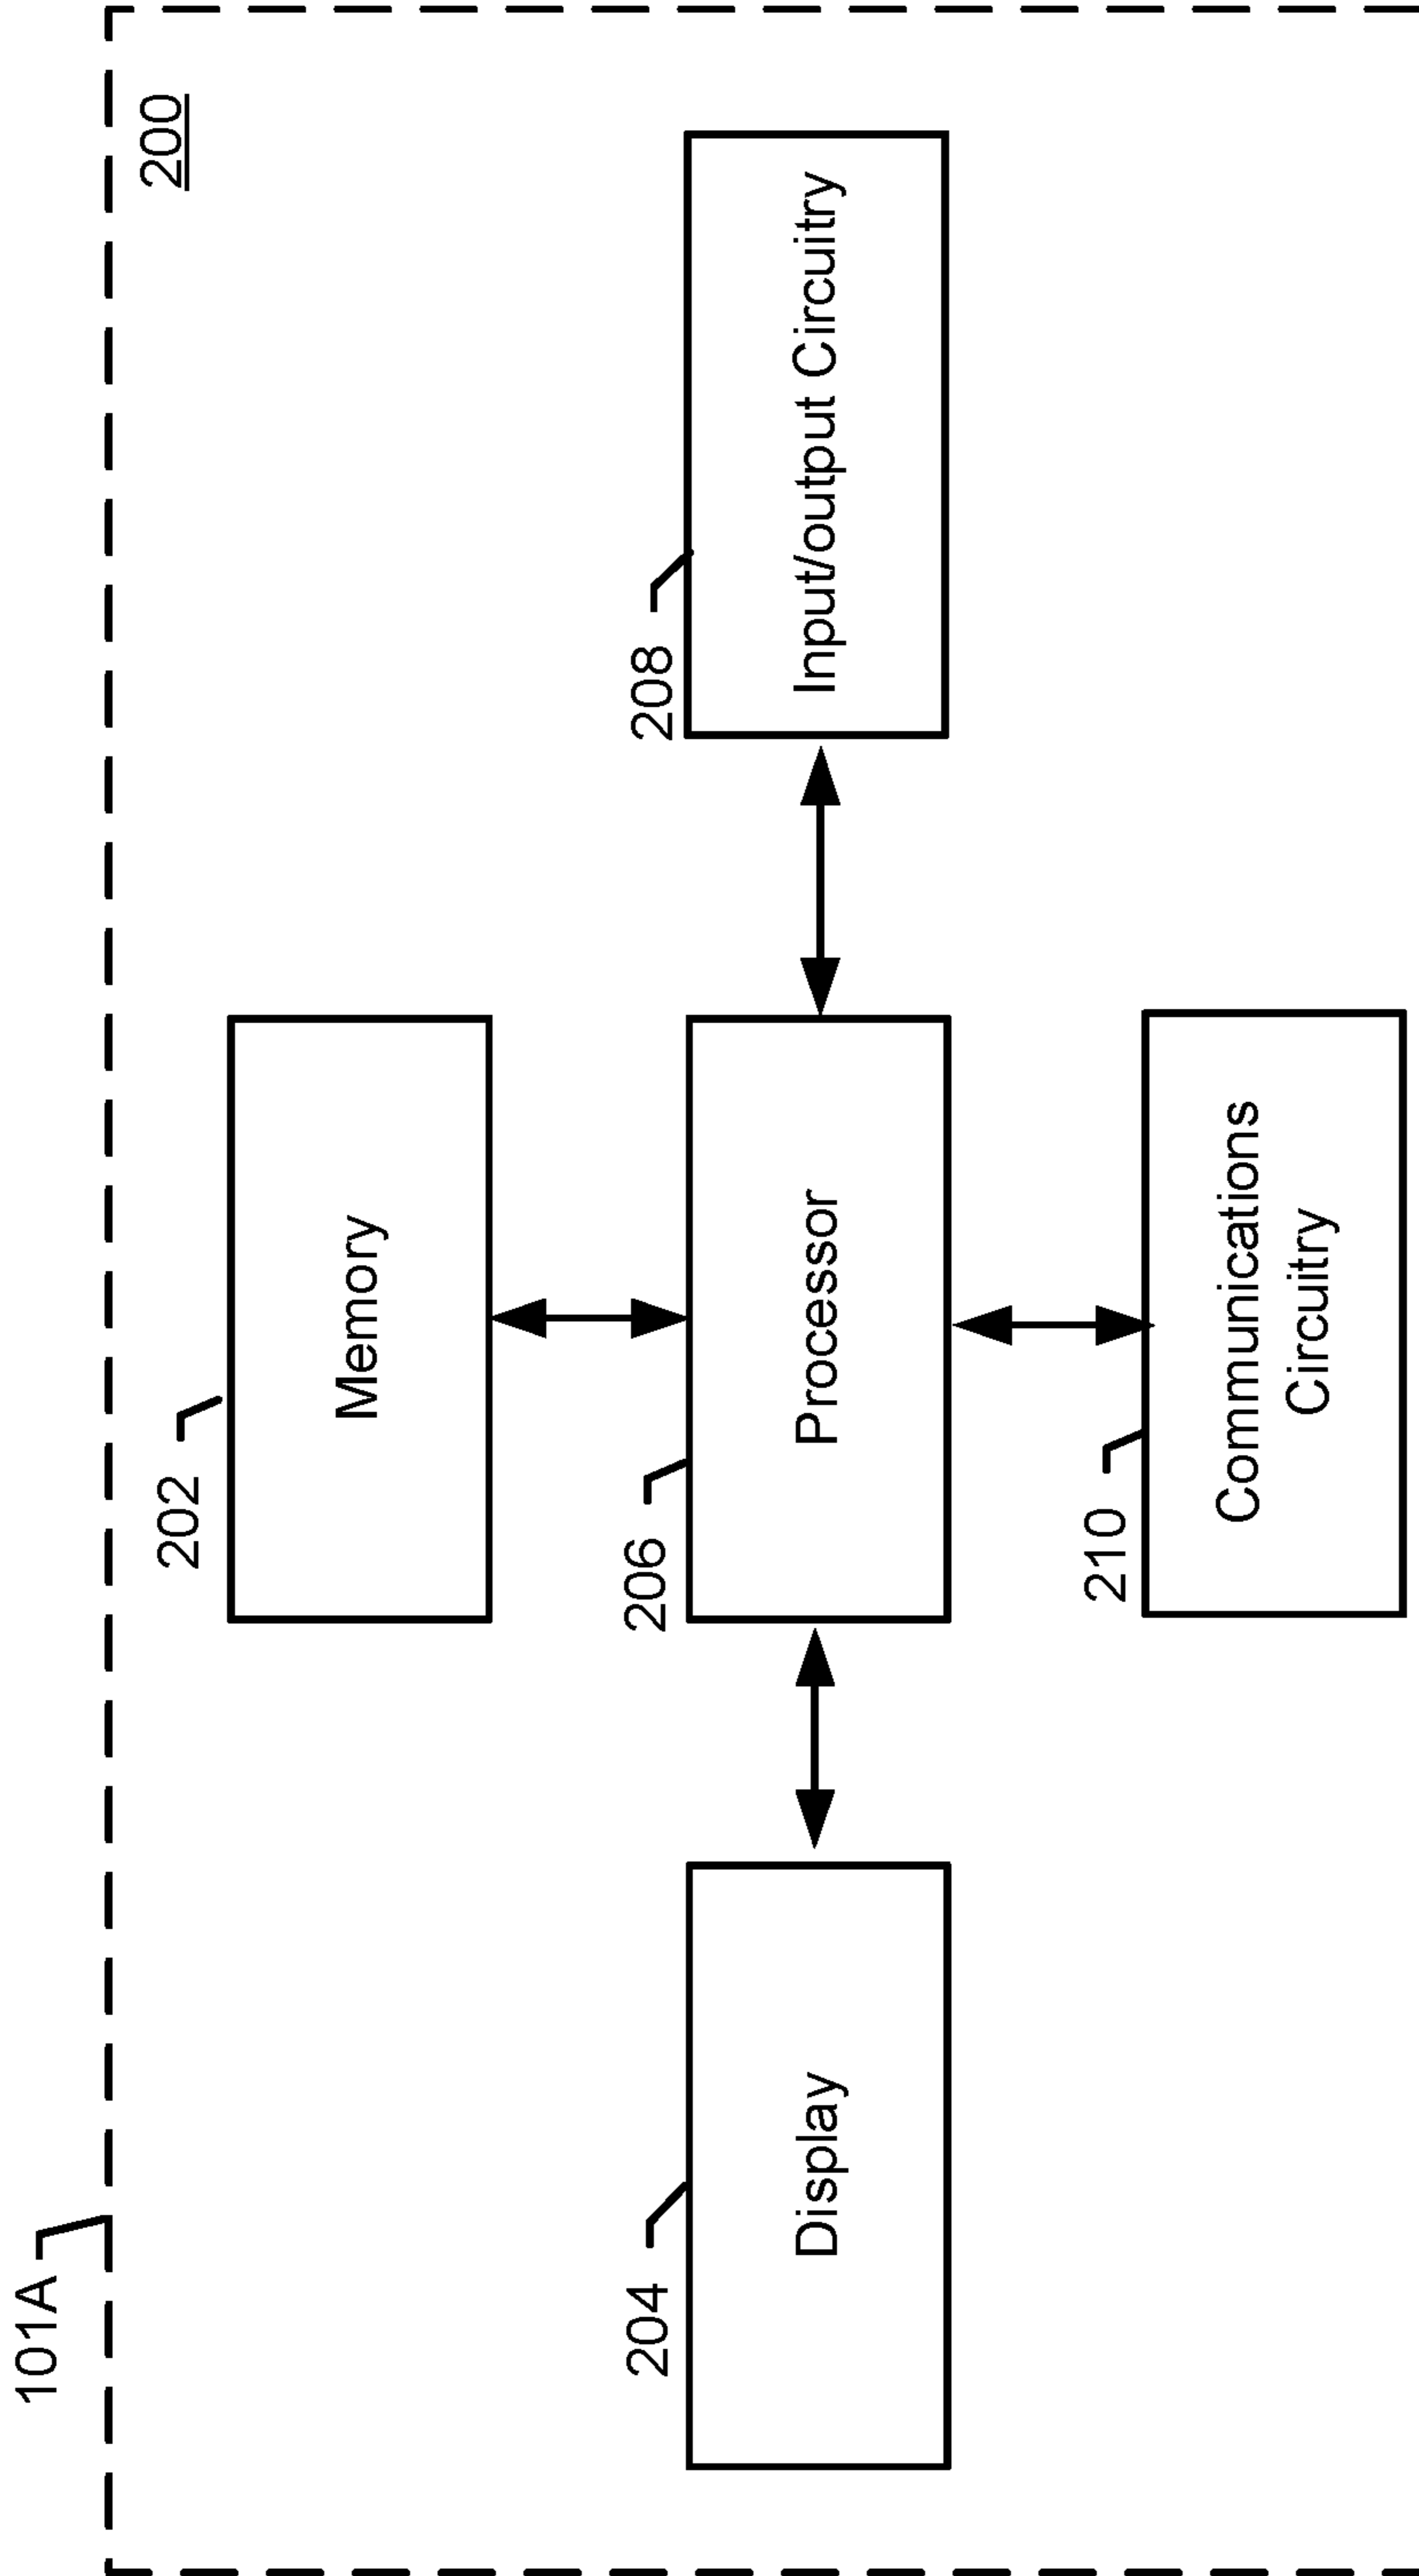 101A
200
202
Memory
204
Display
206
Processor
208
Input/output Circuitry
210
Communications
Circuitry